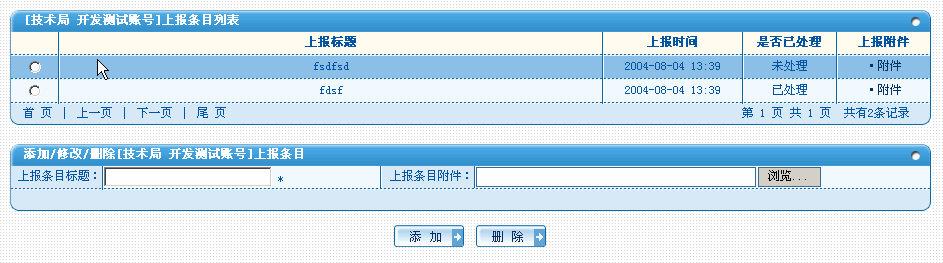 [技术局 开发测试账号]上报条目列表
上报标题 上报时间 是否已处理 上报附件
fsdfsd 2004-08-04 13:39 未处理 ·附件
fdsf 2004-08-04 13:39 已处理 ·附件
首 页 | 上一页 | 下一页 | 尾 页 第 1 页 共 1 页 共有2条记录
添加/修改/删除[技术局 开发测试账号]上报条目
上报条目标题: * 上报条目附件: 浏览...
添 加 删 除